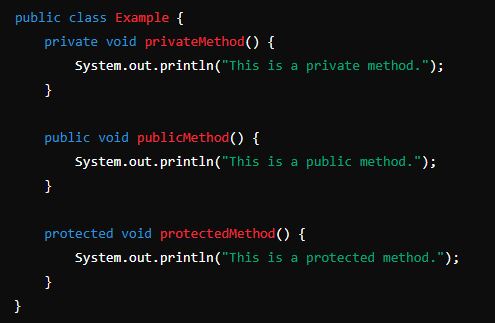 public class Example {
    private void privateMethod() {
        System.out.println("This is a private method.");
    }

    public void publicMethod() {
        System.out.println("This is a public method.");
    }

    protected void protectedMethod() {
        System.out.println("This is a protected method.");
    }
}